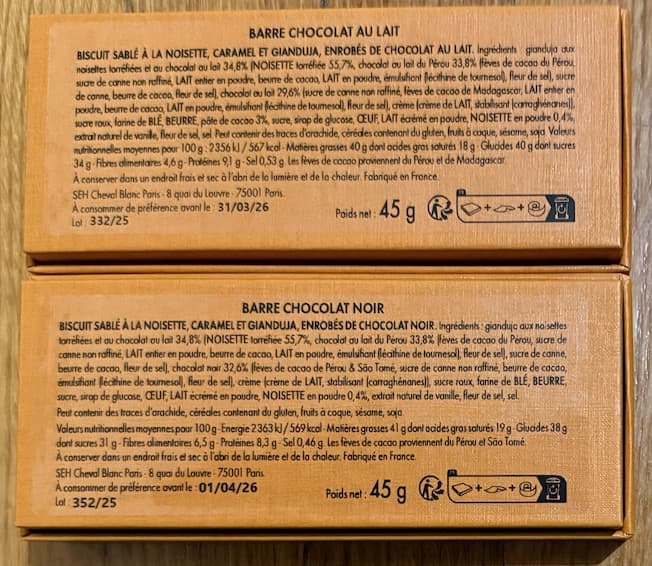 BARRE CHOCOLAT AU LAIT
BISCUIT SABLÉ À LA NOISETTE, CARAMEL ET GIANDUJA, ENROBÉS DE CHOCOLAT AU LAIT. Ingrédients : gianduja aux
noisettes torréfiées et au chocolat au lait 34,8% (NOISETTE torréfiée 55,7%, chocolat au lait du Pérou 33,8% (fèves de cacao du Pérou,
sucre de canne non raffiné, LAIT entier en poudre, beurre de cacao, LAIT en poudre, émulsifiant (lécithine de tournesol), fleur de sel), sucre
de canne, beurre de cacao, fleur de sel), chocolat au lait 29,6% (sucre de canne non raffiné, fèves de cacao de Madagascar, LAIT entier en
poudre, beurre de cacao, LAIT en poudre, émulsifiant (lécithine de tournesol), fleur de sel), crème (crème de LAIT, stabilisant (carraghénanes)),
sucre roux, farine de BLÉ, BEURRE, pâte de cacao 3%, sucre, sirop de glucose, ŒUF, LAIT écrémé en poudre, NOISETTE en poudre 0,4%,
extrait naturel de vanille, fleur de sel, sel. Peut contenir des traces d'arachide, céréales contenant du gluten, fruits à coque, sésame, soja. Valeurs
nutritionnelles moyennes pour 100g : 2356 kJ / 567 kcal - Matières grasses 40 g dont acides gras saturés 18 g - Glucides 40 g dont sucres
34 g - Fibres alimentaires 4,6 g - Protéines 9,1 g - Sel 0,53 g. Les fèves de cacao proviennent du Pérou et de Madagascar.
À conserver dans un endroit frais et sec à l'abri de la lumière et de la chaleur. Fabriqué en France.
SEH Cheval Blanc Paris - 8 quai du Louvre - 75001 Paris.
À consommer de préférence avant le : 31/03/26
Lot : 332/25
Poids net : 45 g
BARRE CHOCOLAT NOIR
BISCUIT SABLÉ À LA NOISETTE, CARAMEL ET GIANDUJA, ENROBÉS DE CHOCOLAT NOIR. Ingrédients : gianduja aux noisettes
torréfiées et au chocolat au lait 34,8% (NOISETTE torréfiée 55,7%, chocolat au lait du Pérou 33,8% (fèves de cacao du Pérou, sucre de
canne non raffiné, LAIT entier en poudre, beurre de cacao, LAIT en poudre, émulsifiant (lécithine de tournesol), fleur de sel), sucre de canne,
beurre de cacao, fleur de sel), chocolat noir 32,6% (fèves de cacao de Pérou & São Tomé, sucre de canne non raffiné, beurre de cacao,
émulsifiant (lécithine de tournesol), fleur de sel), crème (crème de LAIT, stabilisant (carraghénanes)), sucre roux, farine de BLÉ, BEURRE,
sucre, sirop de glucose, ŒUF, LAIT écrémé en poudre, NOISETTE en poudre 0,4%, extrait naturel de vanille, fleur de sel, sel.
Peut contenir des traces d'arachide, céréales contenant du gluten, fruits à coque, sésame, soja.
Valeurs nutritionnelles moyennes pour 100 g - Energie 2363 kJ / 569 kcal - Matières grasses 41 g dont acides gras saturés 19 g - Glucides 38 g
dont sucres 31 g - Fibres alimentaires 6,5 g - Protéines 8,3 g - Sel 0,46 g. Les fèves de cacao proviennent du Pérou et São Tomé.
À conserver dans un endroit frais et sec à l'abri de la lumière et de la chaleur. Fabriqué en France.
SEH Cheval Blanc Paris - 8 quai du Louvre - 75001 Paris.
À consommer de préférence avant le : 01/04/26
Lot : 352/25
Poids net : 45 g